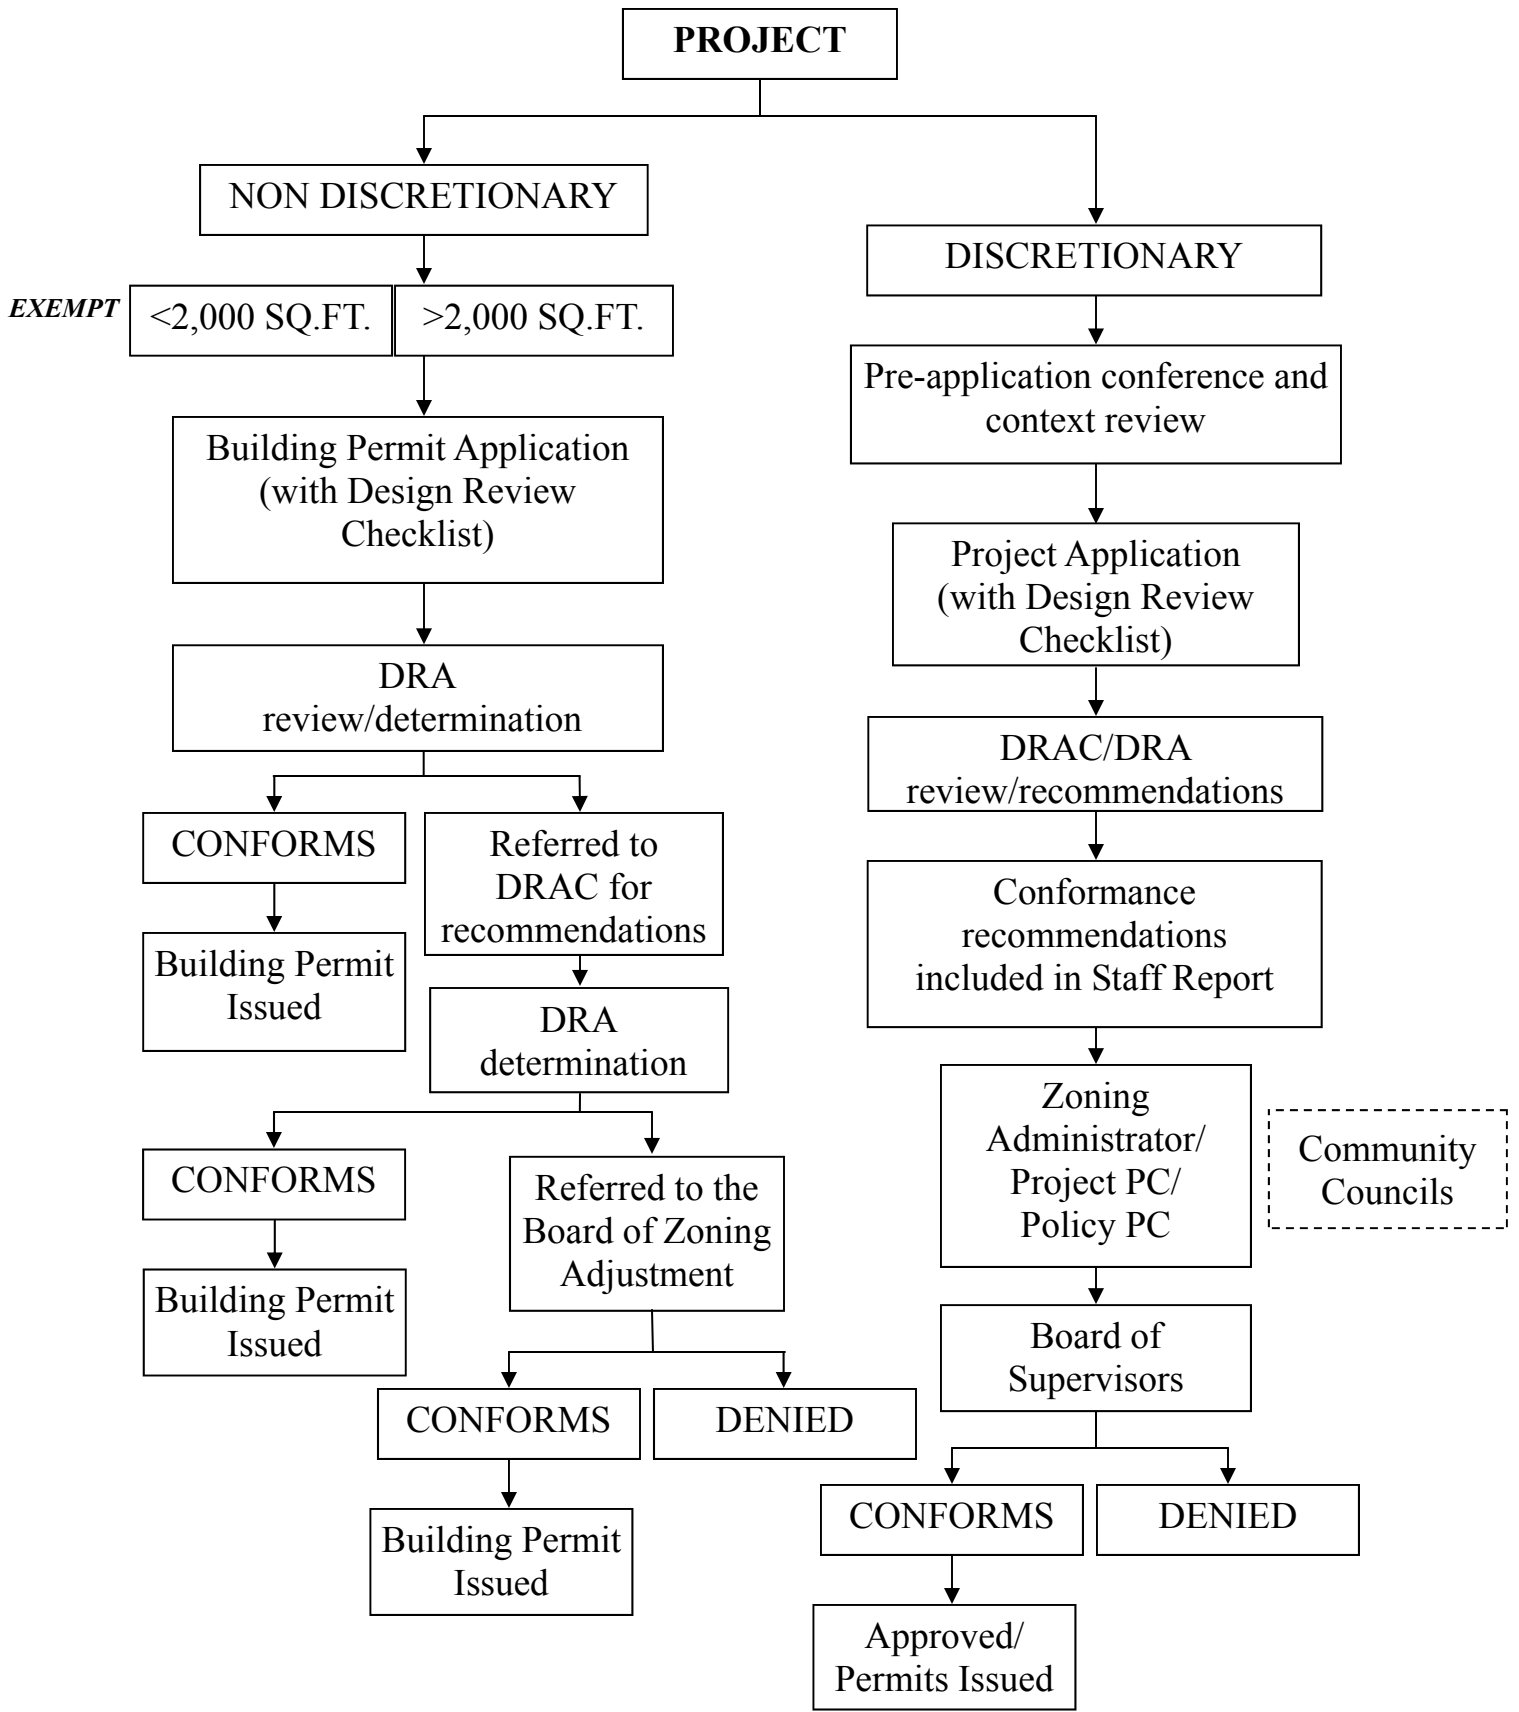 PROJECT
NON DISCRETIONARY
DISCRETIONARY
EXEMPT
<2,000 SQ.FT.
>2,000 SQ.FT.
Pre-application conference and
context review
Building Permit Application
(with Design Review
Checklist)
Project Application
(with Design Review
Checklist)
DRA
review/determination
DRAC/DRA
review/recommendations
CONFORMS
Referred to
DRAC for
recommendations
Building Permit
Issued
Conformance
recommendations
included in Staff Report
DRA
determination
Zoning
Administrator/
Project PC/
Policy PC
Community
Councils
CONFORMS
Referred to the
Board of Zoning
Adjustment
Building Permit
Issued
Board of
Supervisors
CONFORMS
DENIED
Building Permit
Issued
CONFORMS
DENIED
Approved/
Permits Issued